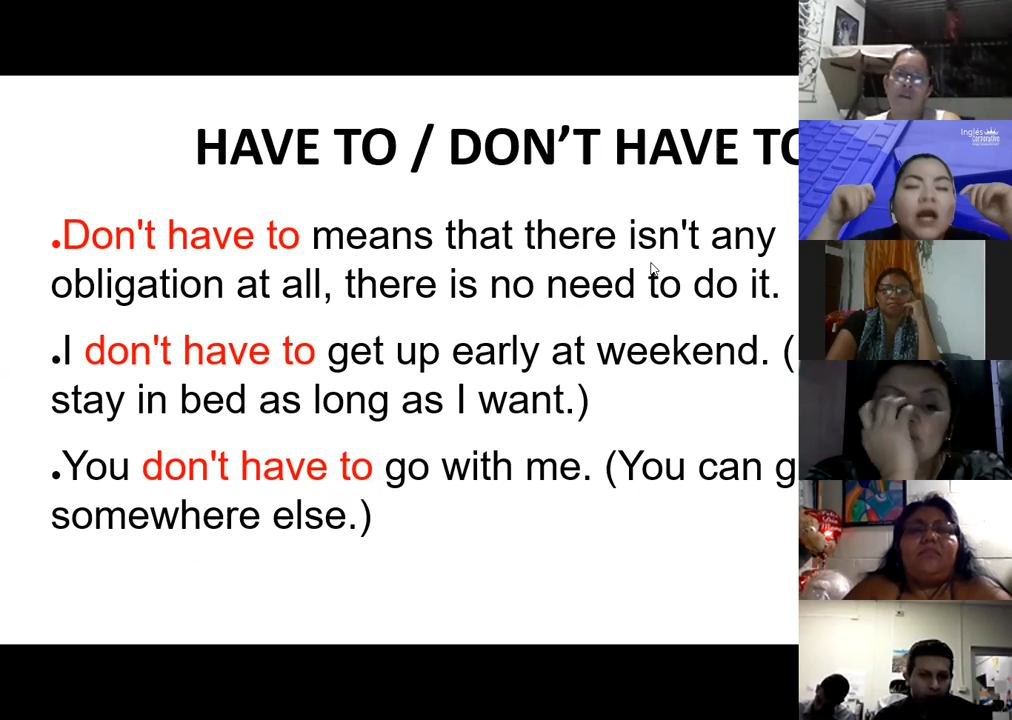 HAVE TO / DON'T HAVE TO
●Don't have to means that there isn't any
obligation at all, there is no need to do it.
●I don't have to get up early at weekend. (
stay in bed as long as I want.)
●You don't have to go with me. (You can g
somewhere else.)
Inglés
corporativo